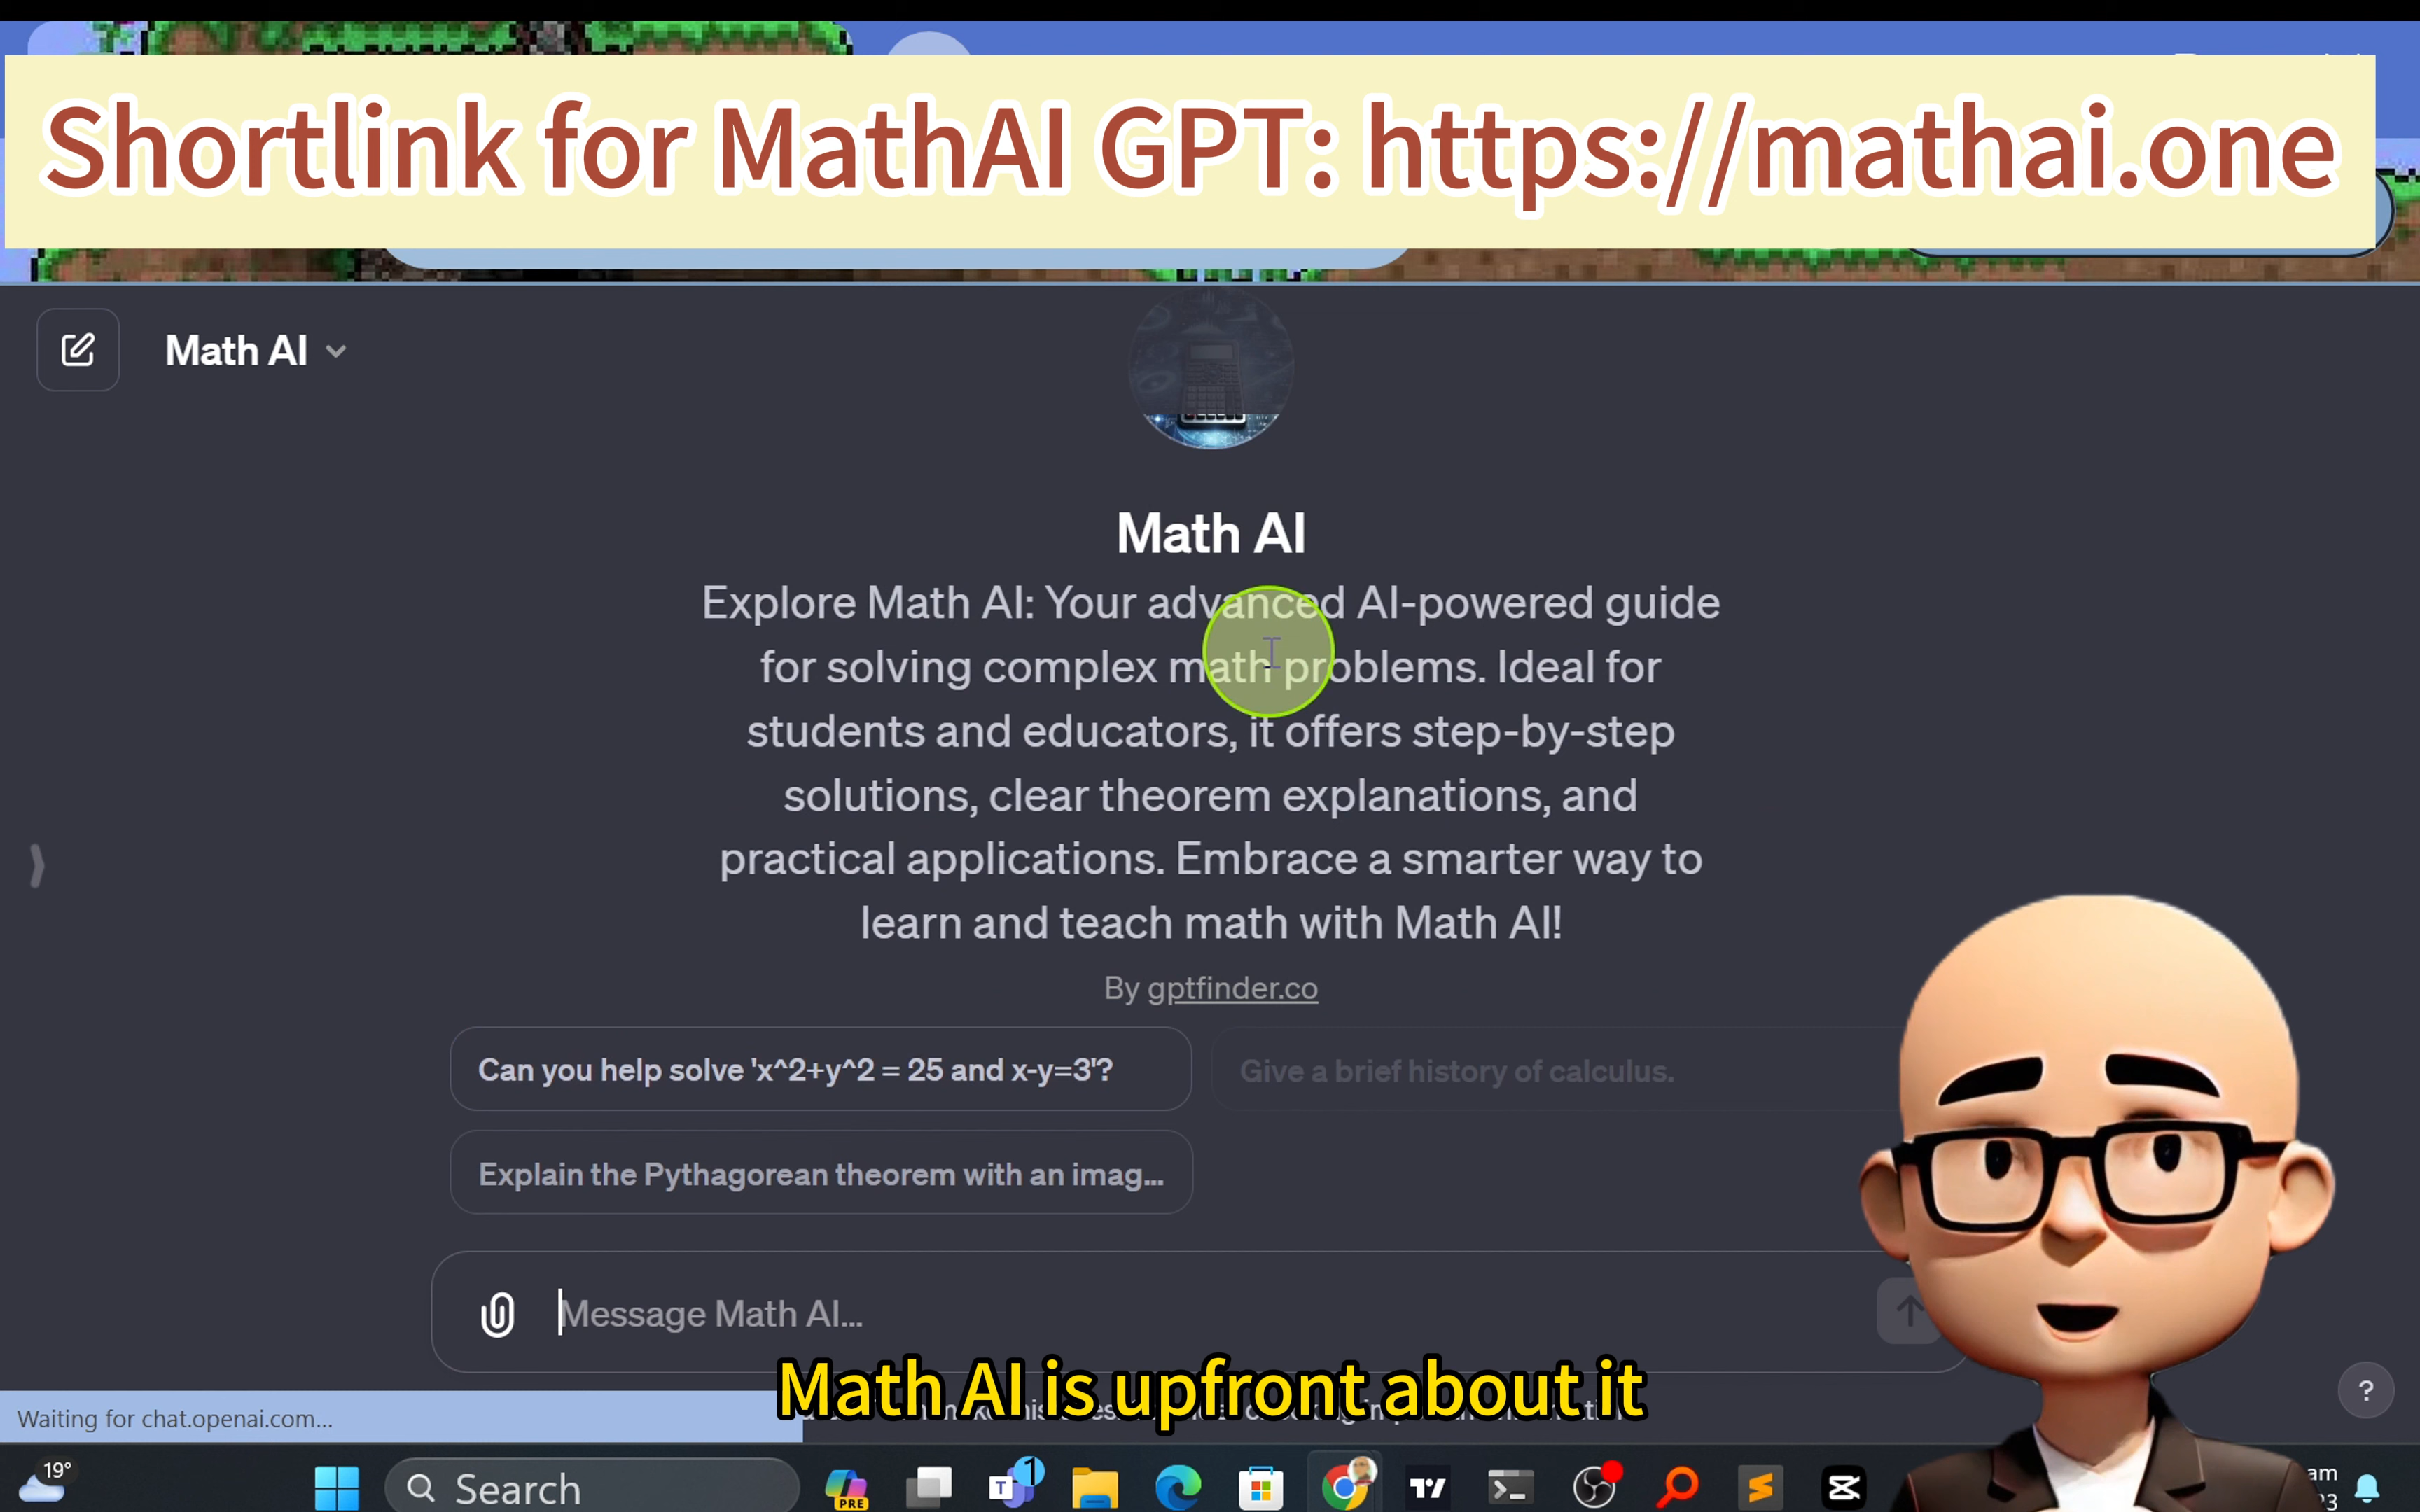 Shortlink for MathAI GPT: https://mathai.one
Math AI
Math AI
Explore Math AI: Your advanced AI-powered guide
for solving complex math problems. Ideal for
students and educators, it offers step-by-step
solutions, clear theorem explanations, and
practical applications. Embrace a smarter way to
learn and teach math with Math AI!
By gptfinder.co
Can you help solve 'x^2+y^2 = 25 and x-y=3'?
Give a brief history of calculus.
Explain the Pythagorean theorem with an imag...
Message Math AI...
Math AI is upfront about it
Waiting for chat.openai.com...
?
19°
Search
PRE
T
1
am